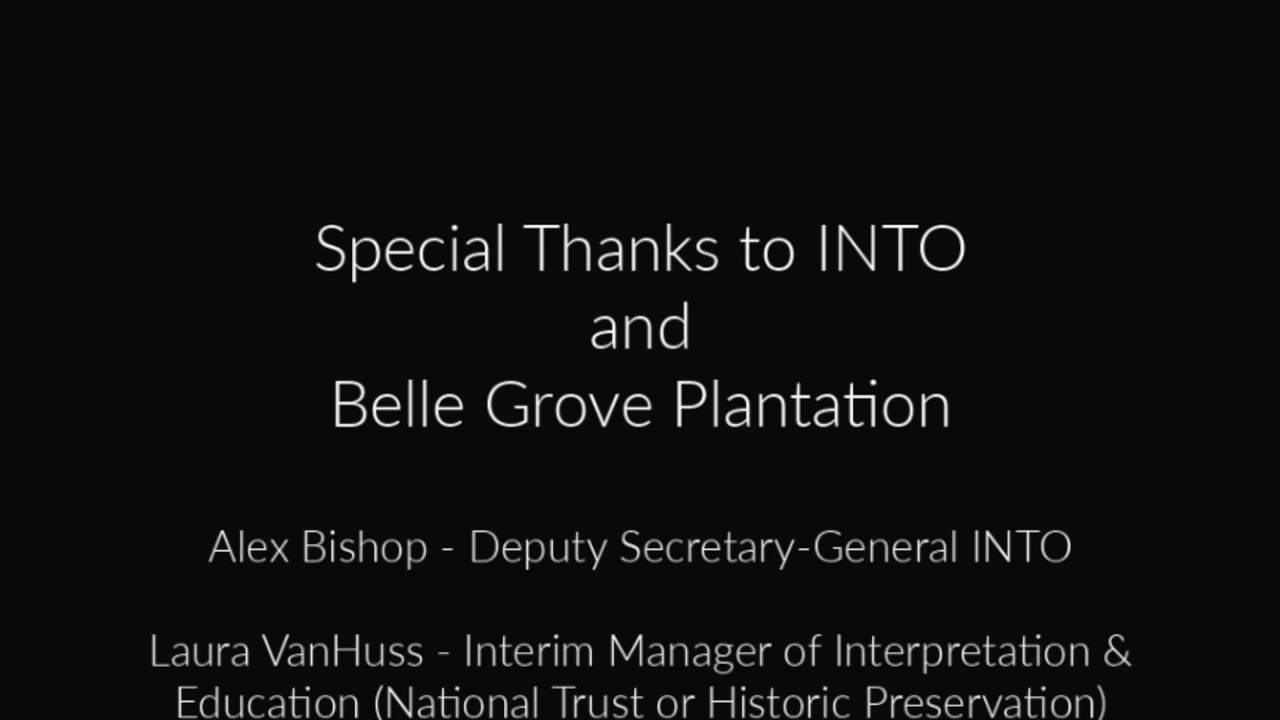 Special Thanks to INTO
and
Belle Grove Plantation
Alex Bishop - Deputy Secretary-General INTO
Laura VanHuss - Interim Manager of Interpretation &
Education (National Trust or Historic Preservation)